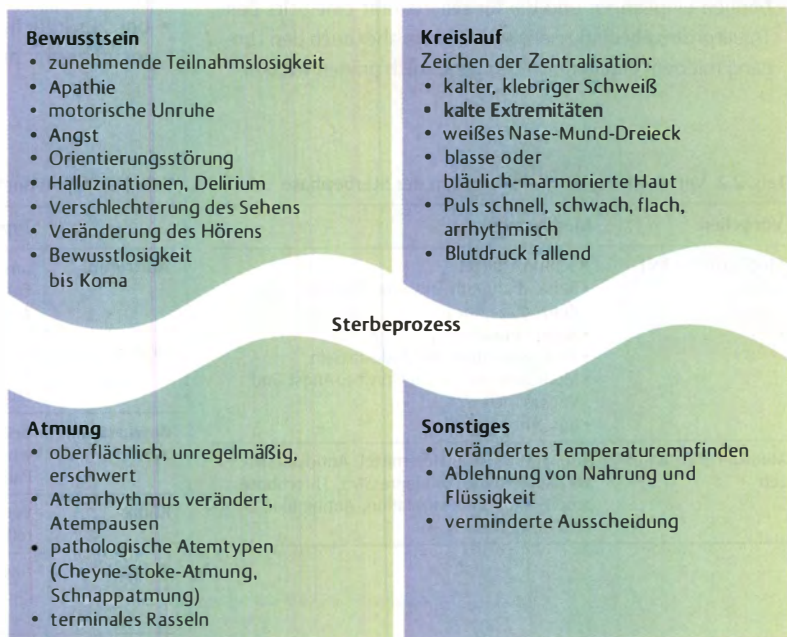 Bewusstsein
• zunehmende Teilnahmslosigkeit
• Apathie
• motorische Unruhe
• Angst
• Orientierungsstörung
• Halluzinationen, Delirium
• Verschlechterung des Sehens
• Veränderung des Hörens
• Bewusstlosigkeit
bis Koma
Kreislauf
Zeichen der Zentralisation:
• kalter, klebriger Schweiß
• kalte Extremitäten
• weißes Nase-Mund-Dreieck
• blasse oder
bläulich-marmorierte Haut
• Puls schnell, schwach, flach,
arrhythmisch
• Blutdruck fallend
Sterbeprozess
Atmung
• oberflächlich, unregelmäßig,
erschwert
• Atemrhythmus verändert,
Atempausen
• pathologische Atemtypen
(Cheyne-Stoke-Atmung,
Schnappatmung)
• terminales Rasseln
Sonstiges
• verändertes Temperaturempfinden
• Ablehnung von Nahrung und
Flüssigkeit
• verminderte Ausscheidung